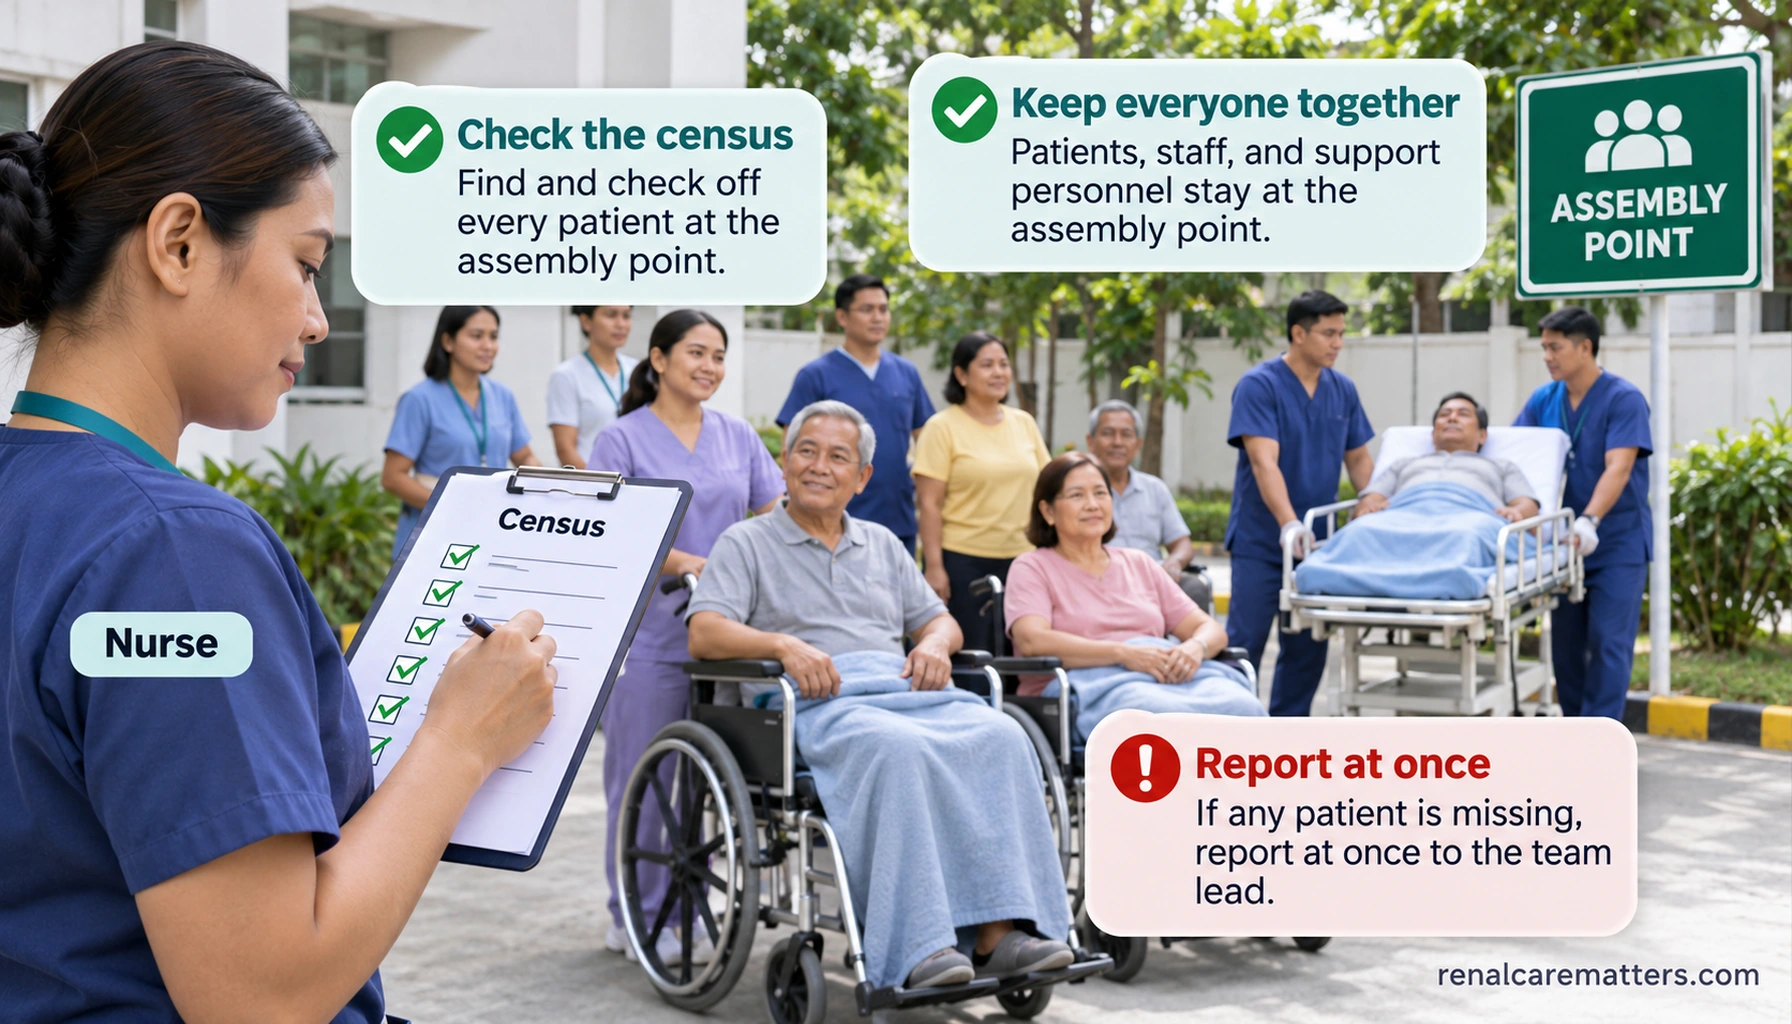 Check the census
Find and check off
every patient at the
assembly point.
Keep everyone together
Patients, staff, and support
personnel stay at the
assembly point.
ASSEMBLY
POINT
Census
Nurse
Report at once
If any patient is missing,
report at once to the team
lead.
renalcarematters.com